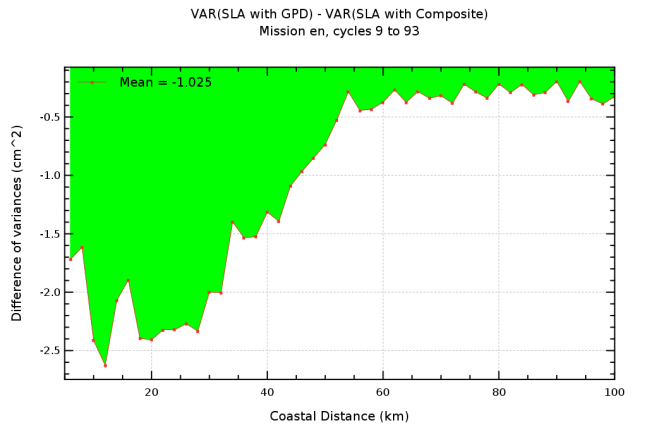 VAR(SLA with GPD) - VAR(SLA with Composite)
Mission en, cycles 9 to 93
Mean = -1.025
Difference of variances (cm^2)
-0.5
-1.0
-1.5
-2.0
-2.5
20 40 60 80 100
Coastal Distance (km)